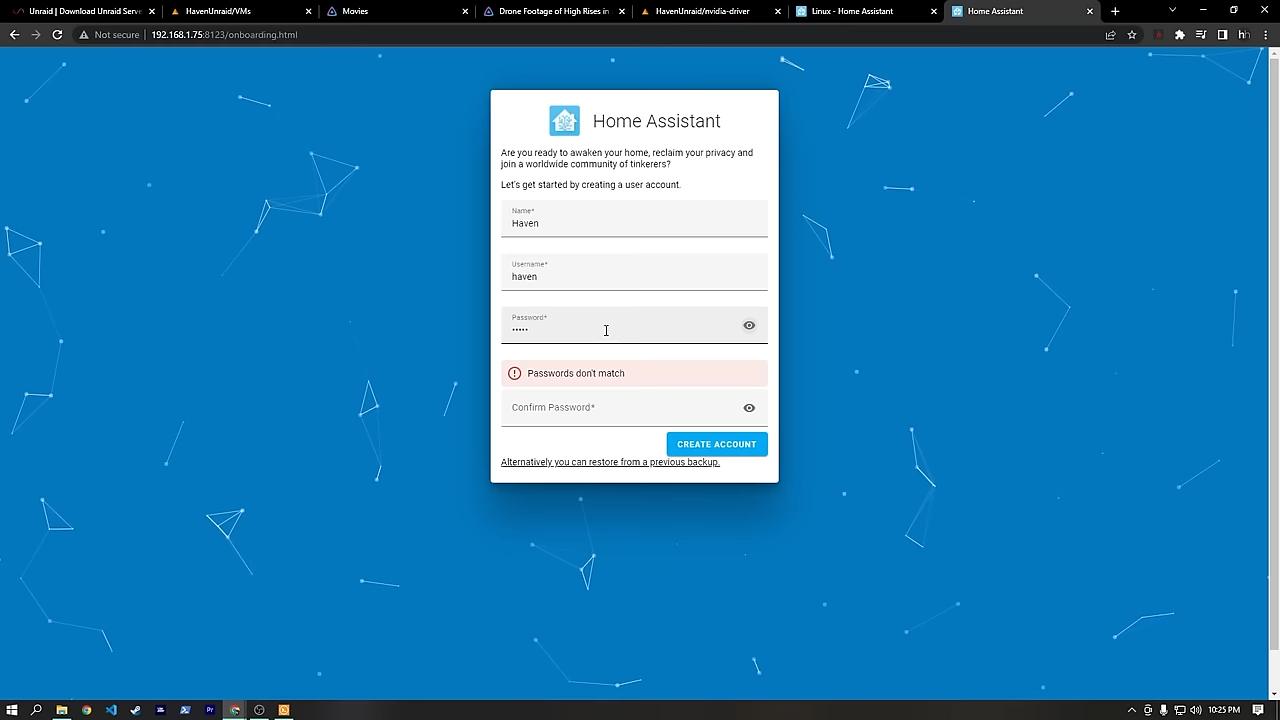 Unraid | Download Unraid Serv
HavenUnraid/VMs
Movies
Drone Footage of High Rises in
HavenUnraid/nvidia-driver
Linux - Home Assistant
Home Assistant
Not secure | 192.168.1.75:8123/onboarding.html
Home Assistant
Are you ready to awaken your home, reclaim your privacy and
join a worldwide community of tinkerers?
Let's get started by creating a user account.
Name*
Haven
Username*
haven
Password*
•••••
Passwords don't match
Confirm Password*
CREATE ACCOUNT
Alternatively you can restore from a previous backup.
10:25 PM